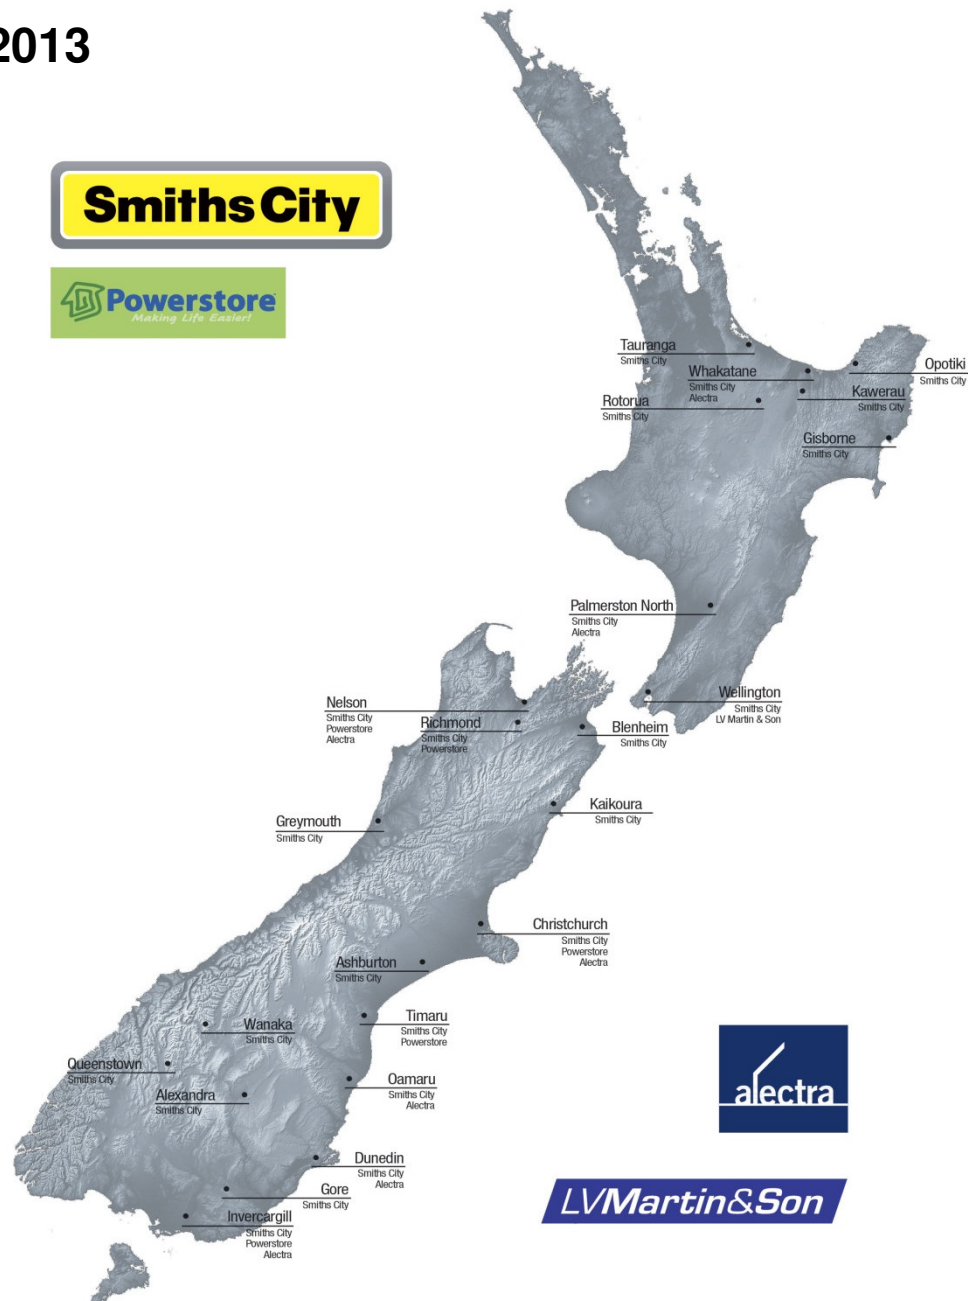 2013
Smiths City
Powerstore
Making Life Easier!
Tauranga
Smiths City
Whakatane
Smiths City
Alectra
Opotiki
Smiths City
Rotorua
Smiths City
Kawerau
Smiths City
Gisborne
Smiths City
Palmerston North
Smiths City
Alectra
Wellington
Smiths City
LV Martin & Son
Nelson
Smiths City
Powerstore
Alectra
Richmond
Smiths City
Powerstore
Blenheim
Smiths City
Kaikoura
Smiths City
Greymouth
Smiths City
Christchurch
Smiths City
Powerstore
Alectra
Ashburton
Smiths City
Timaru
Smiths City
Powerstore
Wanaka
Smiths City
Queenstown
Smiths City
Oamaru
Smiths City
Alectra
Alexandra
Smiths City
Dunedin
Smiths City
Alectra
Gore
Smiths City
Invercargill
Smiths City
Powerstore
Alectra
alectra
LVMartin&Son